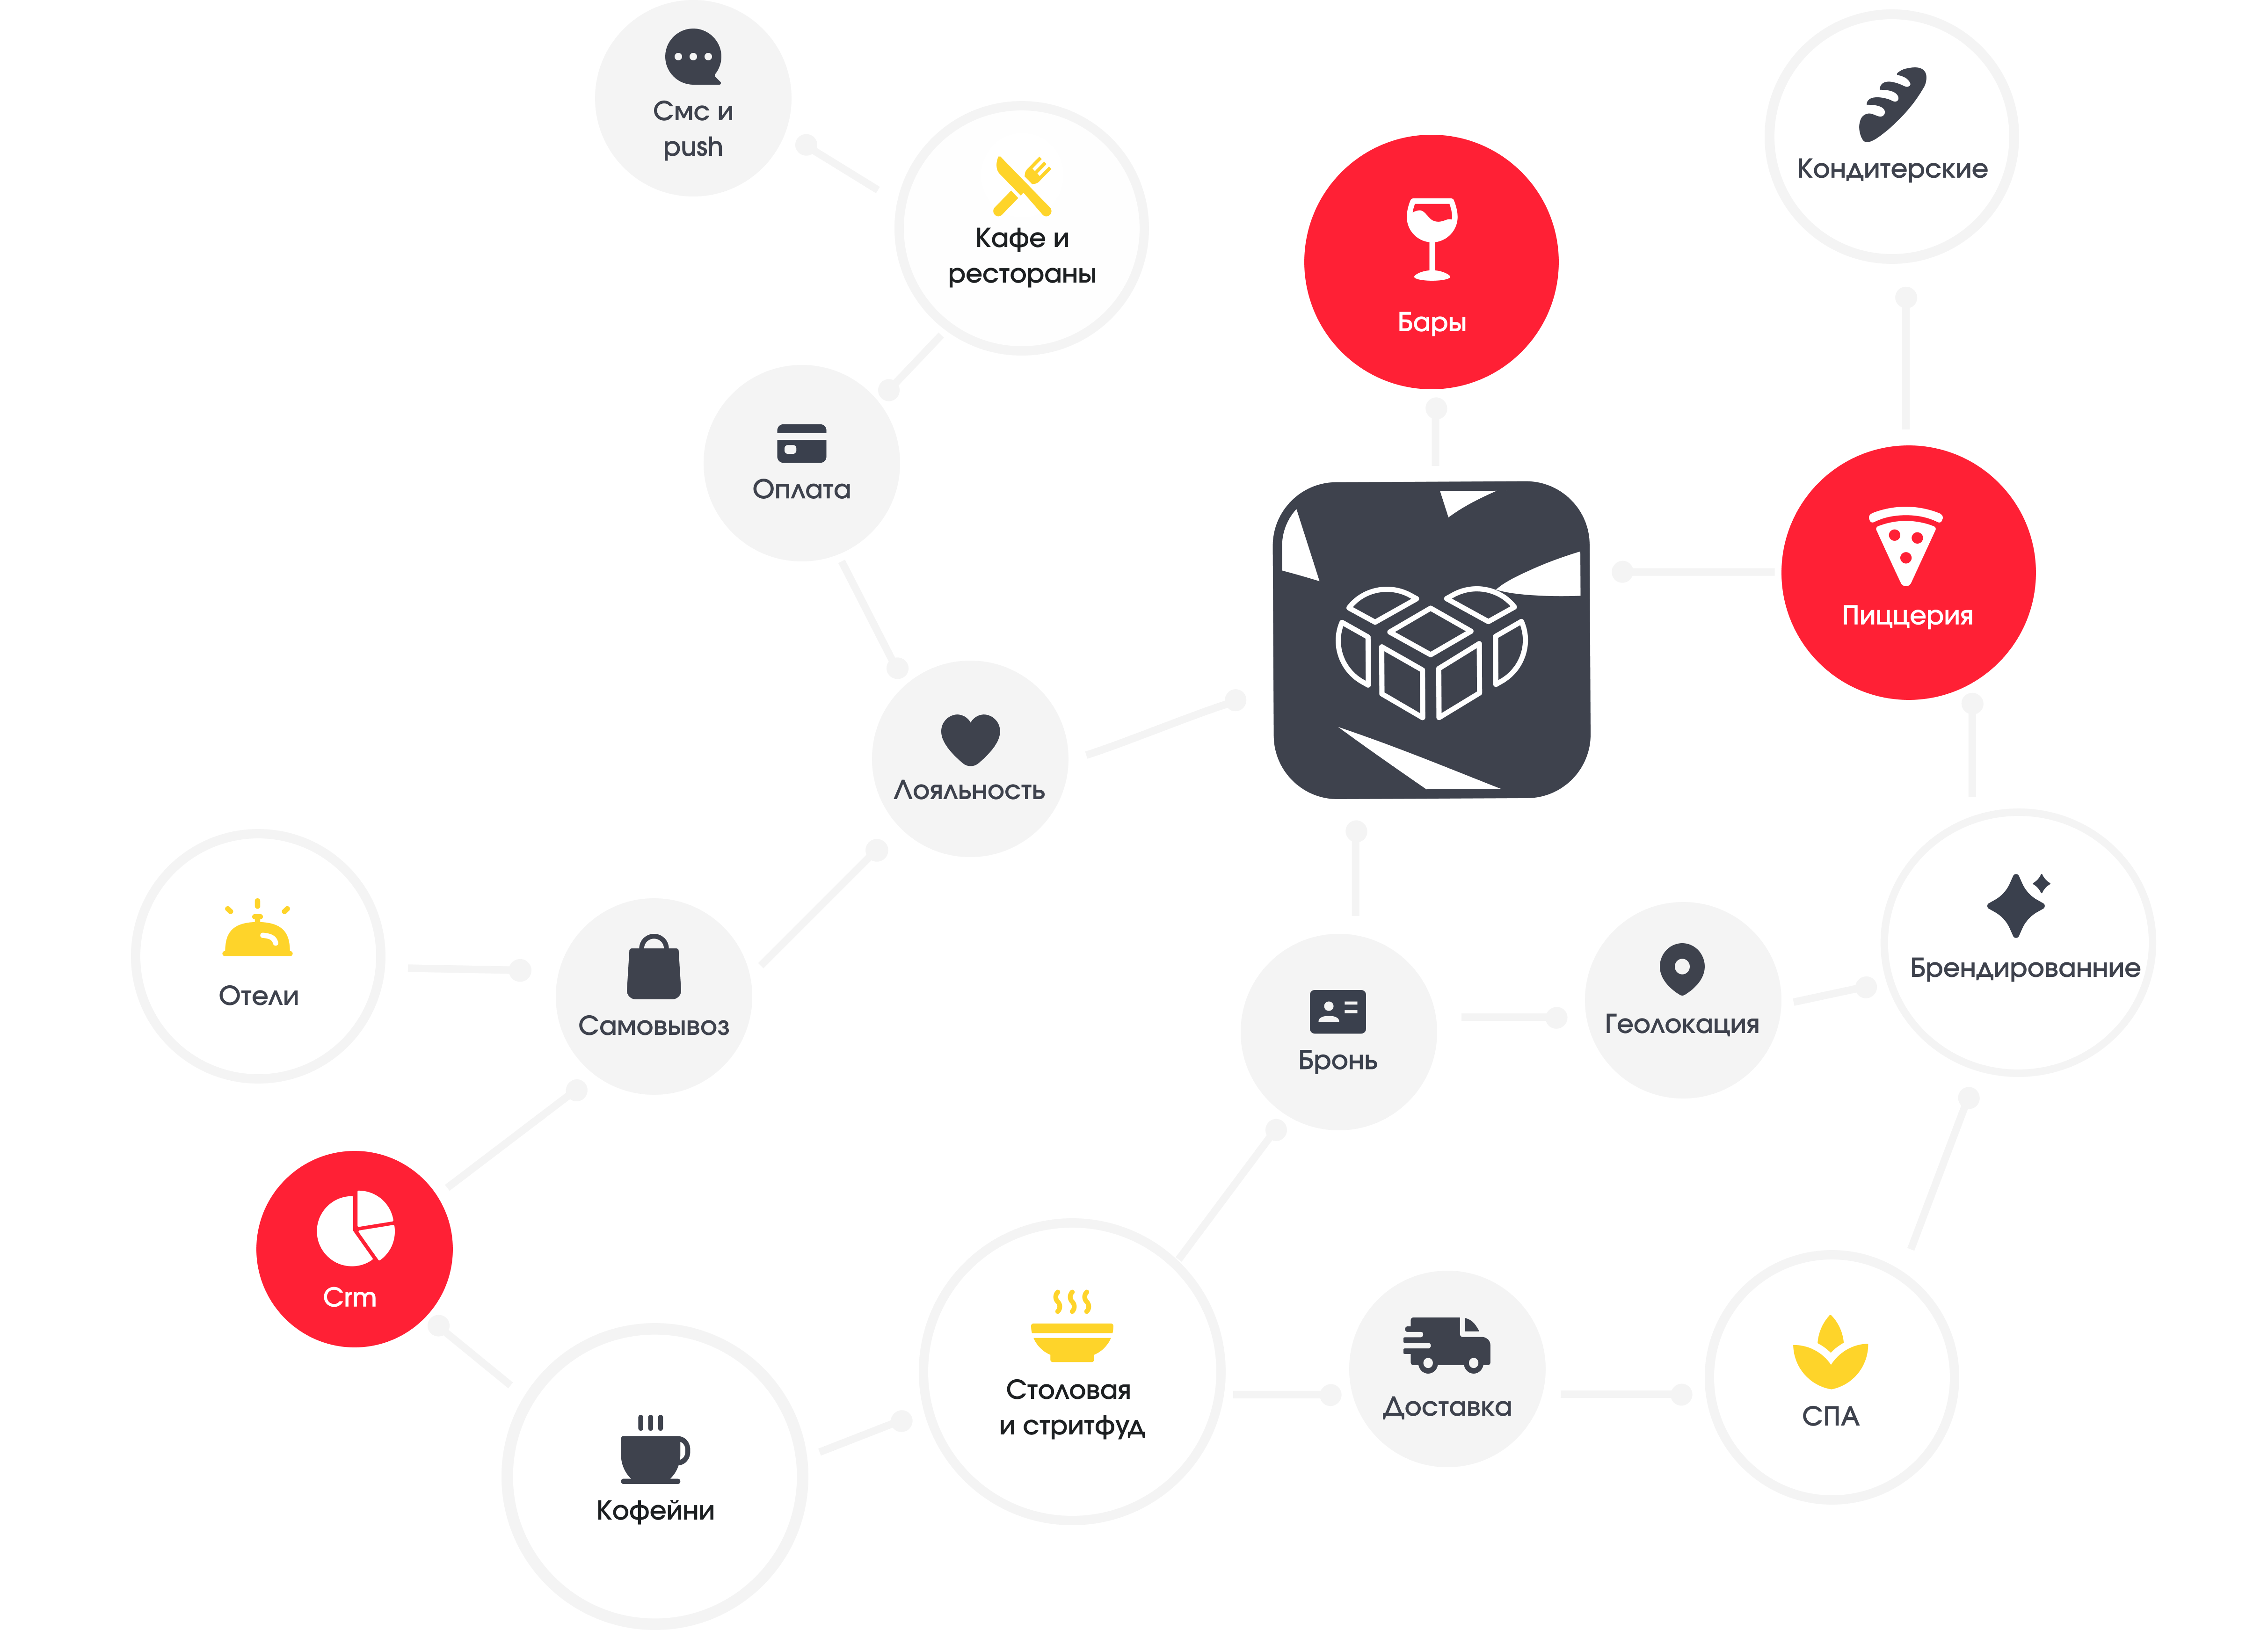 Смс и
push
Кафе и
рестораны
Бары
Кондитерские
Оплата
Пиццерия
Лояльность
Отели
Самовывоз
Бронь
Геолокация
Брендированние
Crm
Столовая
и стритфуд
Доставка
СПА
Кофейни